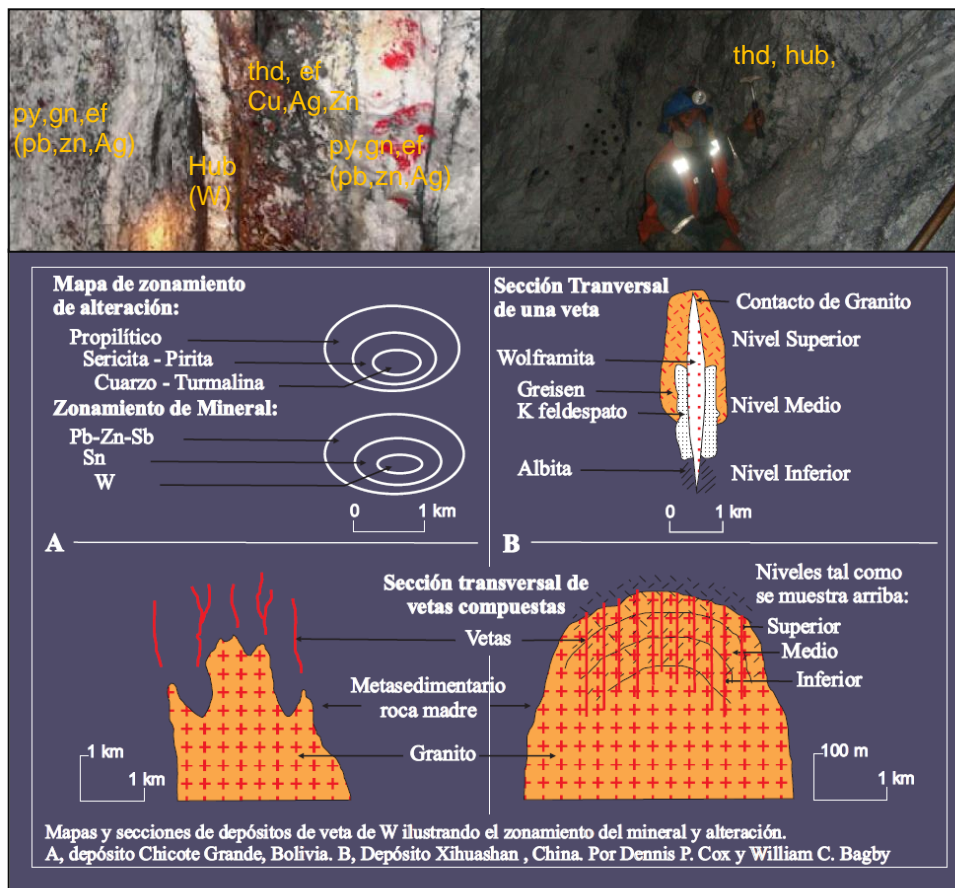 py,gn,ef
(pb,zn,Ag)
Hub
(W)
thd, ef
Cu,Ag,Zn
py,gn,ef
(pb,zn,Ag)
thd, hub,
Mapa de zonamiento
de alteración:
Propilítico
Sericita - Pirita
Cuarzo - Turmalina
Zonamiento de Mineral:
Pb-Zn-Sb
Sn
W
0 1 km
A
Sección Tranversal
de una veta
Contacto de Granito
Nivel Superior
Wolframita
Greisen
K feldespato
Nivel Medio
Albita
Nivel Inferior
0 1 km
B
Sección transversal de
vetas compuestas
Vetas
Metasedimentario
roca madre
Granito
1 km
1 km
Niveles tal como
se muestra arriba:
Superior
Medio
Inferior
100 m
1 km
Mapas y secciones de depósitos de veta de W ilustrando el zonamiento del mineral y alteración.
A, depósito Chicote Grande, Bolivia. B, Depósito Xihuashan , China. Por Dennis P. Cox y William C. Bagby